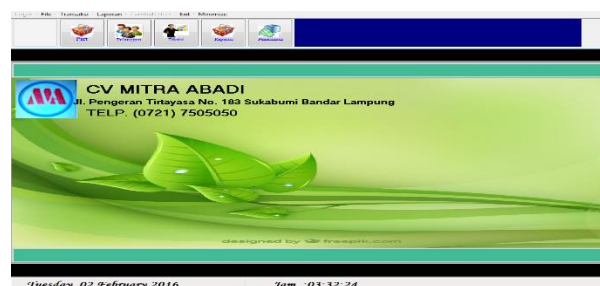 File Transaksi Laporan Exit Minimize
CV MITRA ABADI
Jl. Pengeran Tirtayasa No. 183 Sukabumi Bandar Lampung
TELP. (0721) 7505050
designed by freepik.com
Tuesday, 02 February 2016 Jam :03:32:24